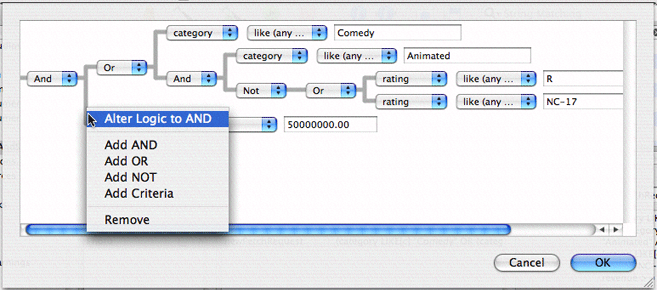 category like (any ... Comedy
Or
category like (any ... Animated
And And
Not Or rating like (any ... R
rating like (any ... NC-17
Alter Logic to AND 50000000.00
Add AND
Add OR
Add NOT
Add Criteria
Remove
Cancel OK